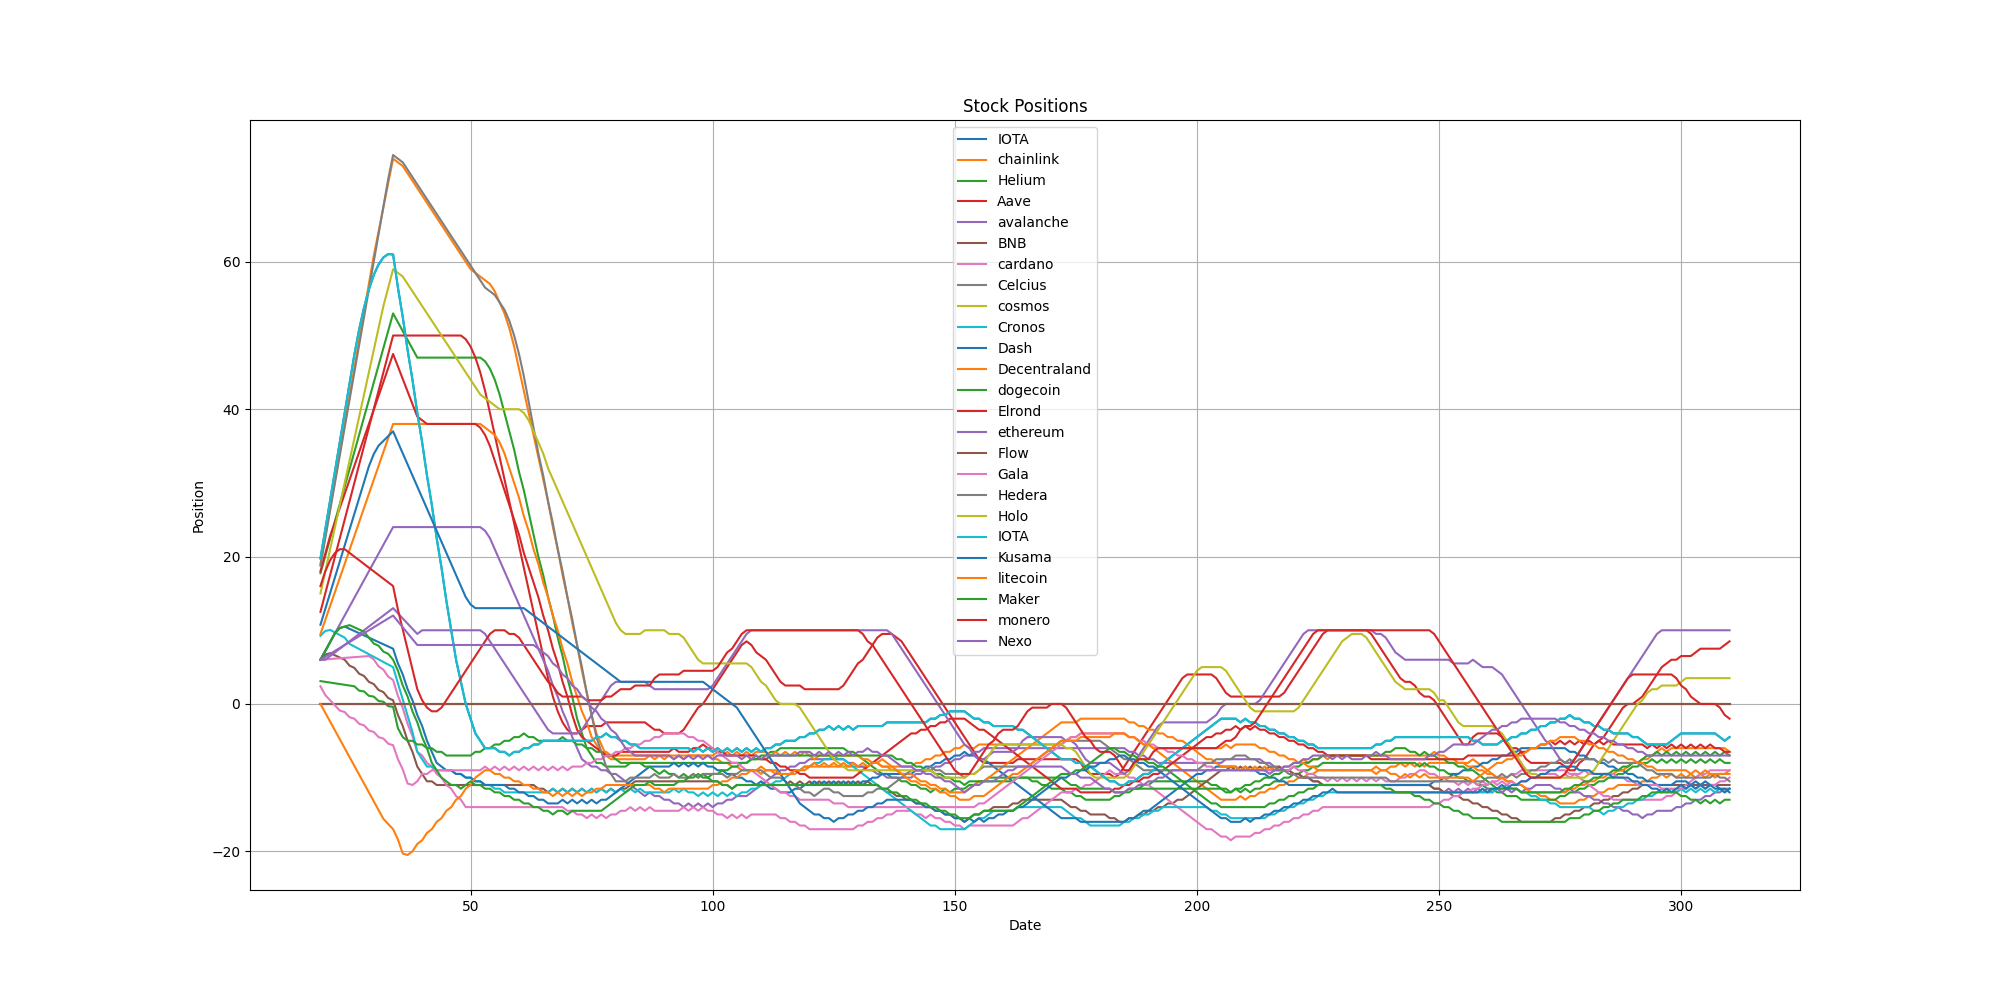 Stock Positions
IOTA
chainlink
Helium
Aave
avalanche
BNB
cardano
Celcius
cosmos
Cronos
Dash
Decentraland
dogecoin
Elrond
ethereum
Flow
Gala
Hedera
Holo
IOTA
Kusama
litecoin
Maker
monero
Nexo
Position
60
40
20
0
−20
50
100
150
200
250
300
Date